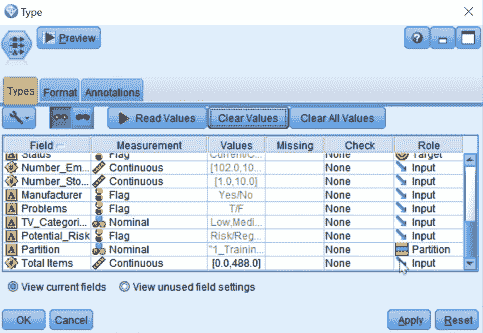 Type
Preview
Types Format Annotations
Read Values Clear Values Clear All Values
Field Measurement Values Missing Check Role
Status Flag Current/C... None Target
Number_Em... Continuous [102.0,10... None Input
Number_Sto... Continuous [1.0,10.0] None Input
Manufacturer Flag Yes/No None Input
Problems Flag T/F None Input
TV_Categori... Nominal Low,Medi... None Input
Potential_Risk Flag Risk/Reg... None Input
Partition Nominal "1_Trainin... None Partition
Total Items Continuous [0.0,488.0] None Input
View current fields View unused field settings
OK Cancel Apply Reset